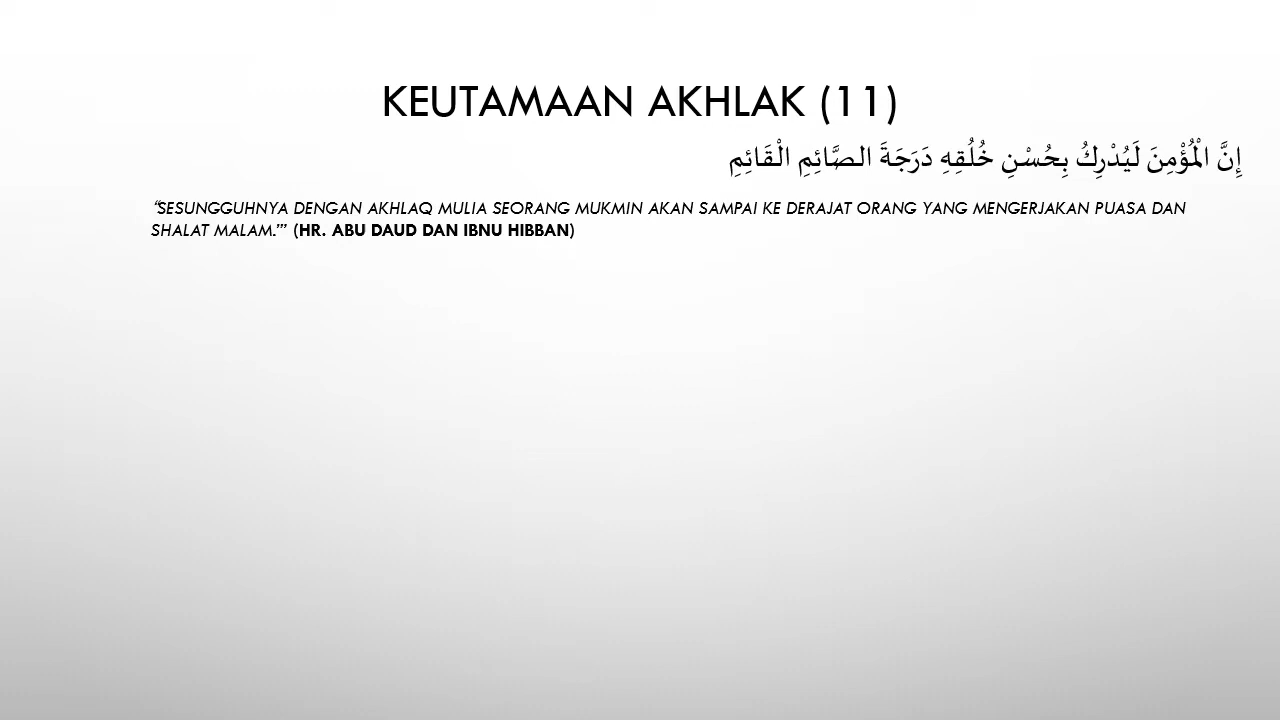 KEUTAMAAN AKHLAK (11)
إِنَّ الْمُؤْمِنَ لَيُدْرِكُ بِحُسْنِ خُلُقِهِ دَرَجَةَ الصَّائِمِ الْقَائِمِ
“SESUNGGUHNYA DENGAN AKHLAQ MULIA SEORANG MUKMIN AKAN SAMPAI KE DERAJAT ORANG YANG MENGERJAKAN PUASA DAN
SHALAT MALAM.”’ (HR. ABU DAUD DAN IBNU HIBBAN)